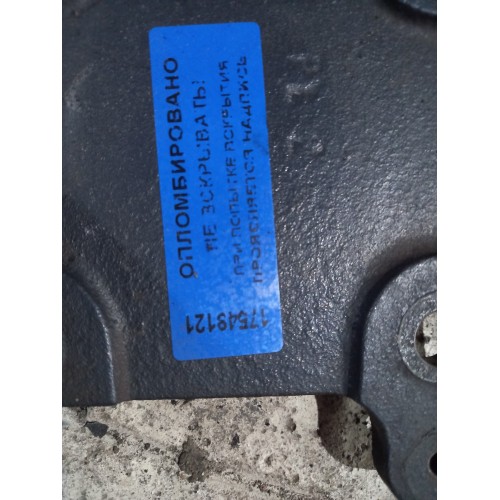 ОПЛОМБИРОВАНО
НЕ ВСКРЫВАТЬ!
ПРИ ПОПЫТКЕ ВСКРЫТИЯ
ПРОЯВЛЯЕТСЯ НАДПИСЬ
17549121